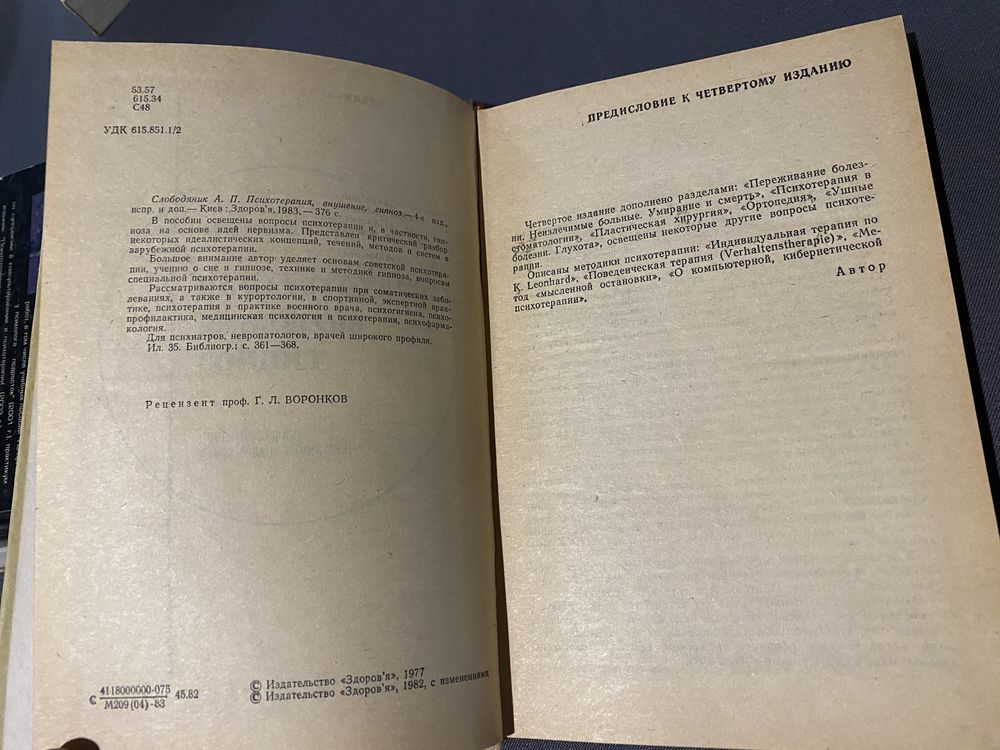 53.57
615.34
С48
УДК 615.851.1/2
Слободяник А. П. Психотерапия, внушение, гипноз.— 4-е изд.,
испр. и доп.— Киев : Здоров'я, 1983.— 376 с.
В пособии освещены вопросы психотерапии и, в частности, гип-
ноза на основе идей нервизма. Представлен критический разбор
некоторых идеалистических концепций, течений, методов и систем в
зарубежной психотерапии.
Большое внимание автор уделяет основам советской психотера-
пии, учению о сне и гипнозе, технике и методике гипноза, вопросам
специальной психотерапии.
Рассматриваются вопросы психотерапии при соматических забо-
леваниях, а также в курортологии, в спортивной, экспертной прак-
тике, психотерапия в практике военного врача, психогигиена, психо-
профилактика, медицинская психология и психотерапия, психофарма-
кология.
Для психиатров, невропатологов, врачей широкого профиля.
Ил. 35. Библиогр.: с. 361—368.
Рецензент проф. Г. Л. ВОРОНКОВ
С 4118000000-075
М209(04)-83
45.82
© Издательство «Здоров'я», 1977
© Издательство «Здоров'я», 1982, с изменениями
ПРЕДИСЛОВИЕ К ЧЕТВЕРТОМУ ИЗДАНИЮ
Четвертое издание дополнено разделами: «Переживание болез-
ни. Неизлечимые больные. Умирание и смерть», «Психотерапия в
стоматологии», «Пластическая хирургия», «Ортопедия», «Ушные
болезни. Глухота», освещены некоторые другие вопросы психоте-
рапии.
Описаны методики психотерапии: «Индивидуальная терапия по
K. Leonhard», «Поведенческая терапия (Verhaltenstherapie)», «Ме-
тод «мысленной остановки», «О компьютерной, кибернетической
психотерапии».
Автор